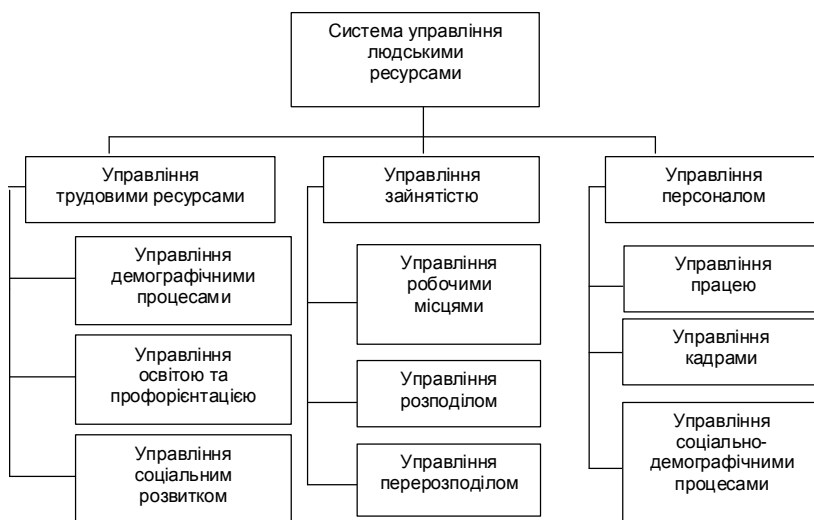 Система управління
людськими
ресурсами
Управління
трудовими ресурсами
Управління
демографічними
процесами
Управління
освітою та
профорієнтацією
Управління
соціальним
розвитком
Управління
зайнятістю
Управління
робочими
місцями
Управління
розподілом
Управління
перерозподілом
Управління
персоналом
Управління
працею
Управління
кадрами
Управління
соціально-
демографічними
процесами